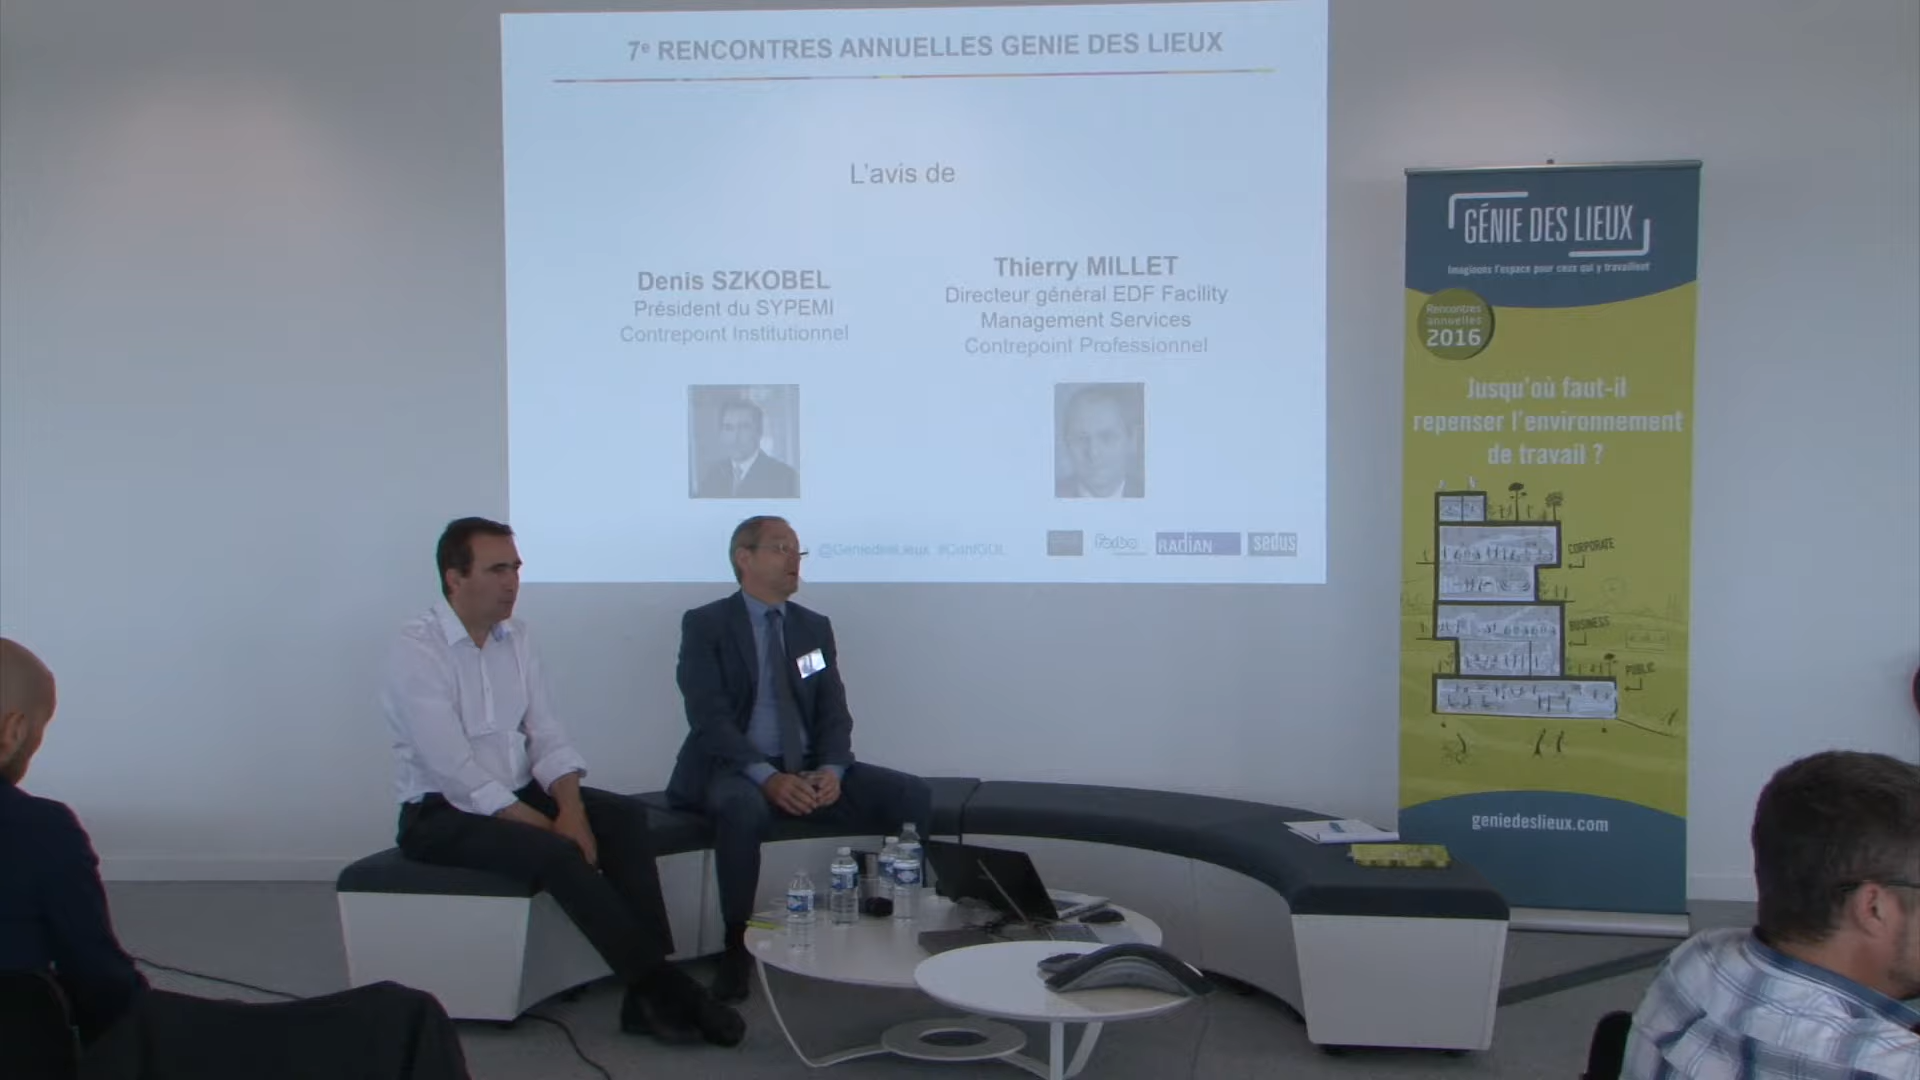 7e RENCONTRES ANNUELLES GENIE DES LIEUX
L'avis de
Denis SZKOBEL
Président du SYPEMI
Contrepoint Institutionnel
Thierry MILLET
Directeur général EDF Facility
Management Services
Contrepoint Professionnel
@GeniedesLieux #ConfGDL
Forbo
RADIAN
sedus
GÉNIE DES LIEUX
Imaginons l'espace pour ceux qui y travaillent
Rencontres
annuelles
2016
Jusqu'où faut-il
repenser l'environnement
de travail ?
CORPORATE
BUSINESS
PUBLIC
geniedeslieux.com